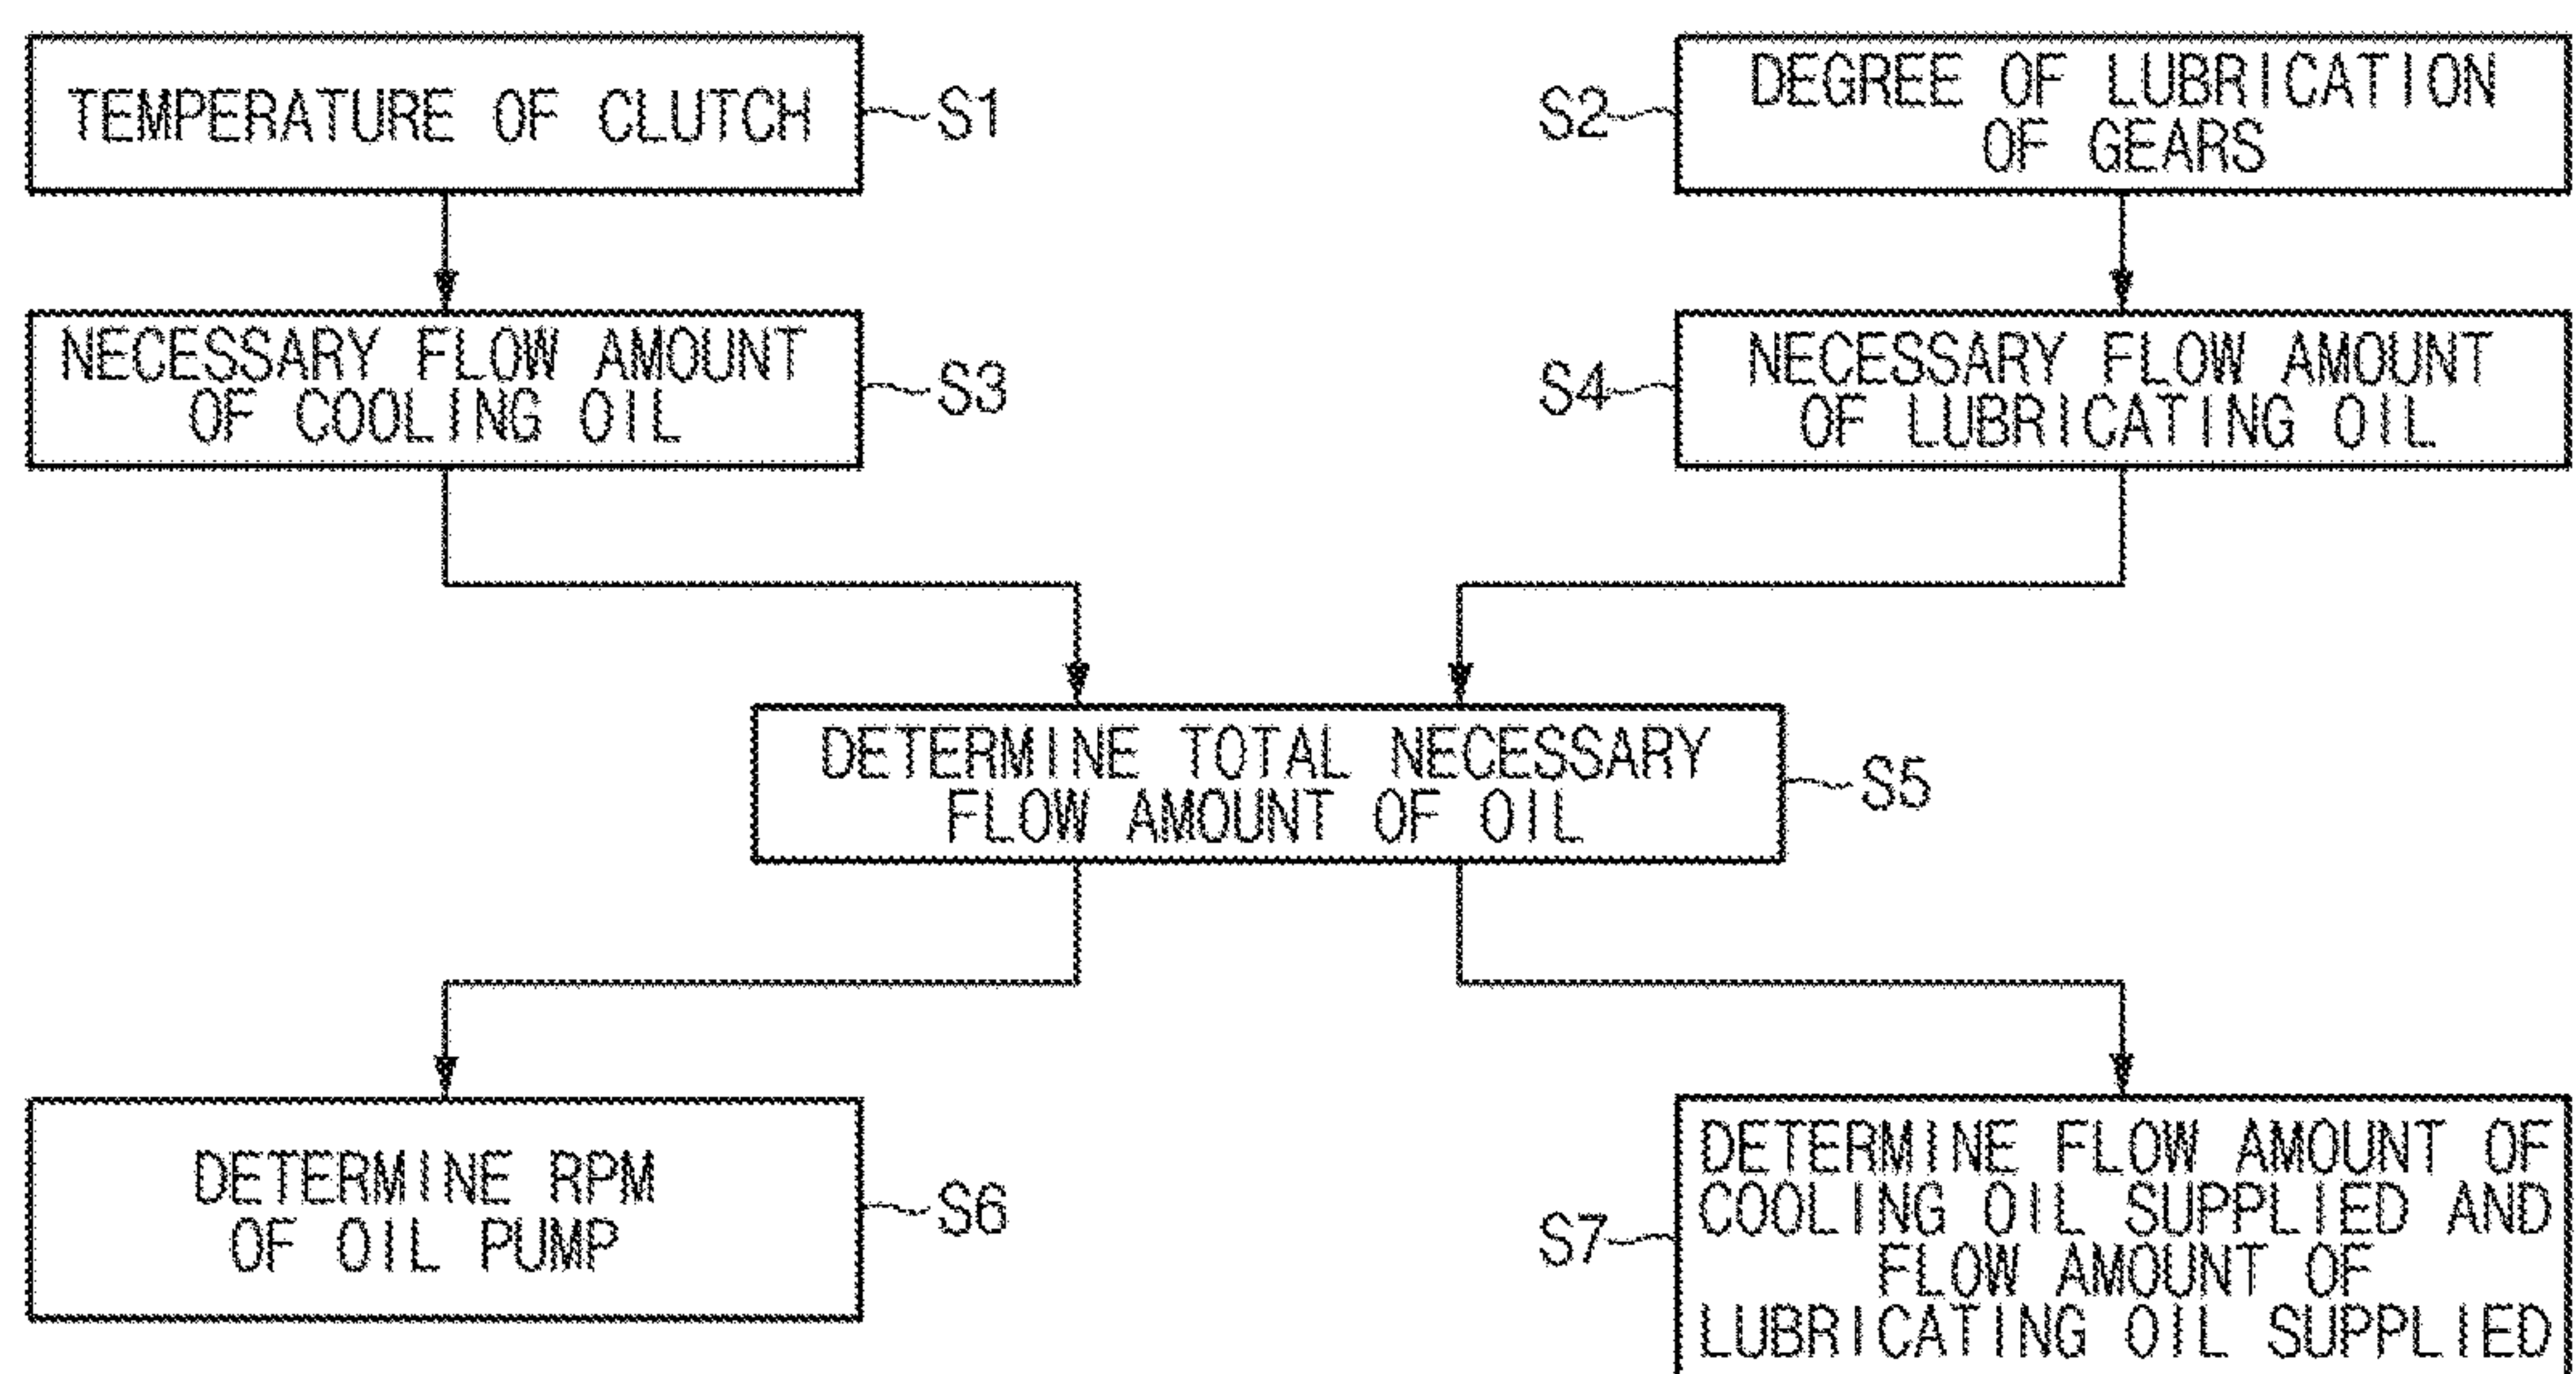 TEMPERATURE OF CLUTCH
S1
S2
DEGREE OF LUBRICATION
OF GEARS
NECESSARY FLOW AMOUNT
OF COOLING OIL
S3
S4
NECESSARY FLOW AMOUNT
OF LUBRICATING OIL
DETERMINE TOTAL NECESSARY
FLOW AMOUNT OF OIL
S5
DETERMINE RPM
OF OIL PUMP
S6
S7
DETERMINE FLOW AMOUNT OF
COOLING OIL SUPPLIED AND
FLOW AMOUNT OF
LUBRICATING OIL SUPPLIED